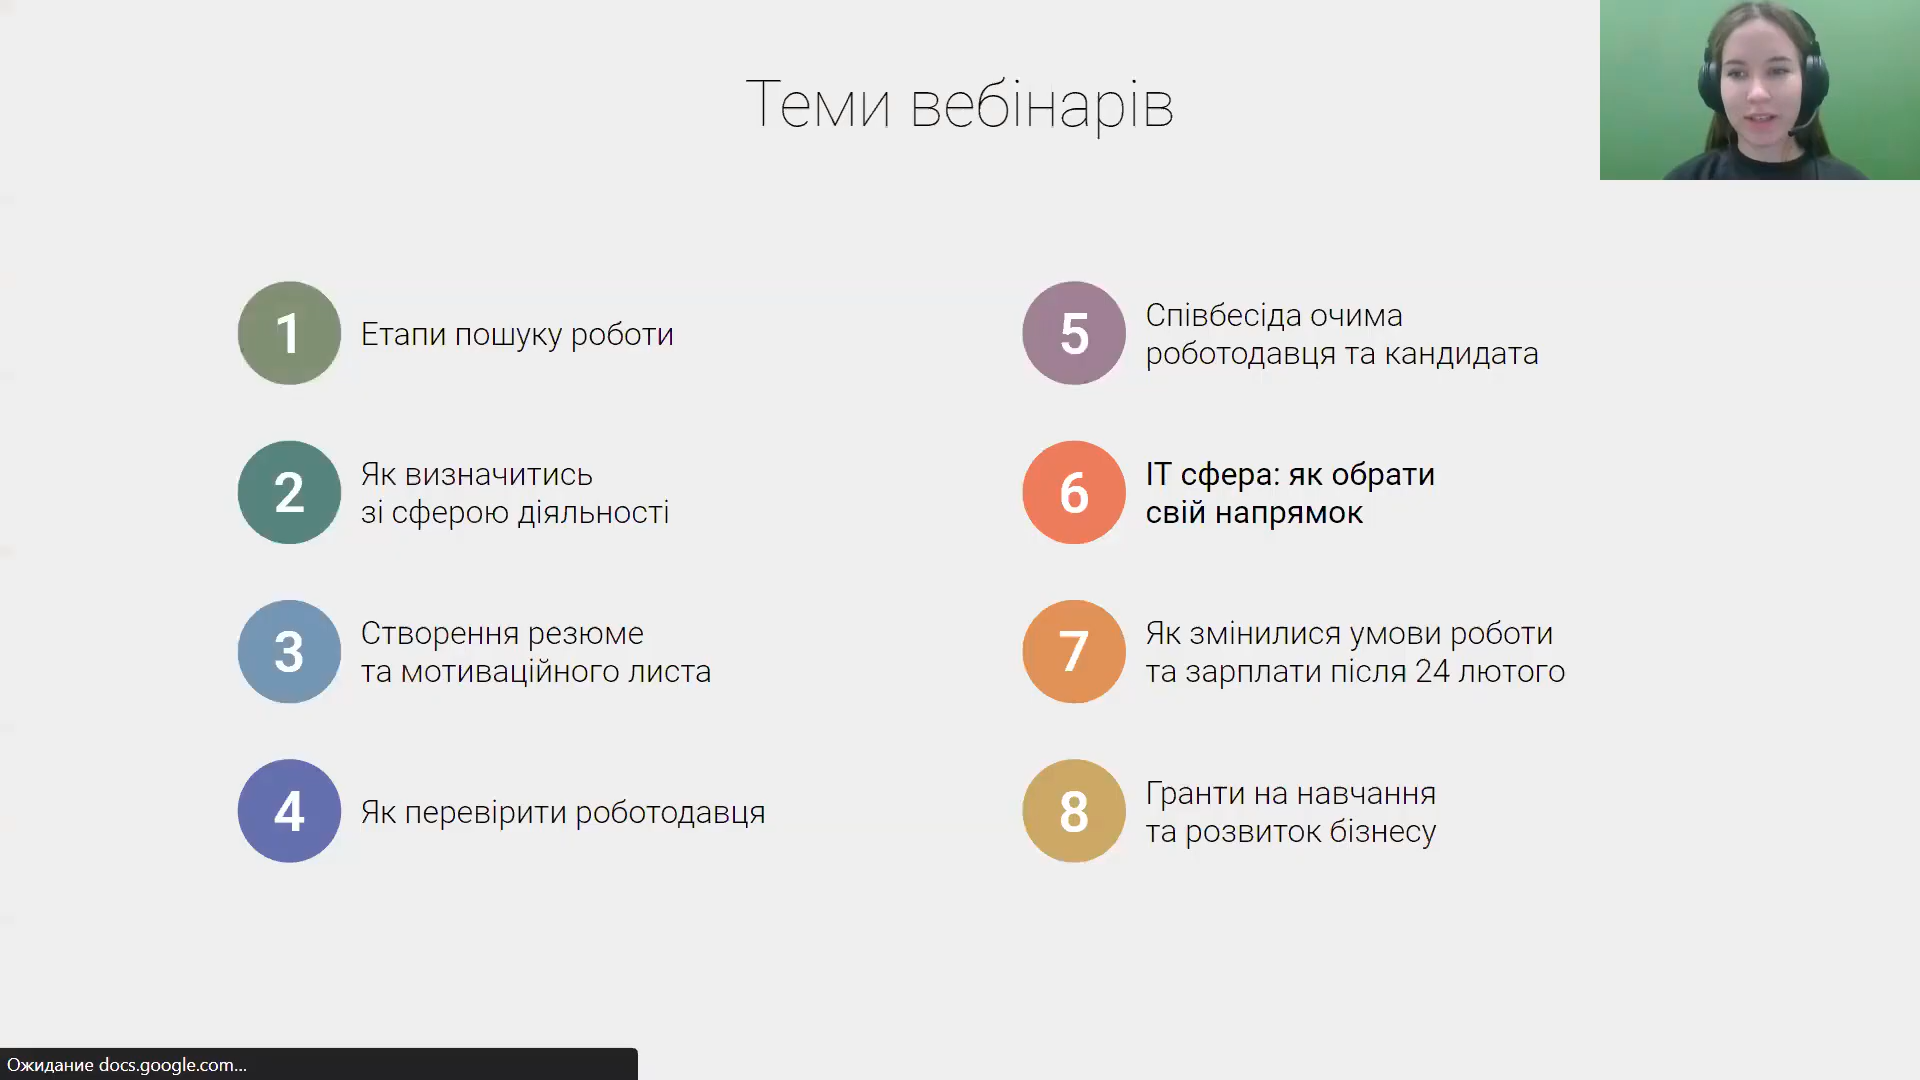 Теми вебінарів
1
Етапи пошуку роботи
2
Як визначитись
зі сферою діяльності
3
Створення резюме
та мотиваційного листа
4
Як перевірити роботодавця
5
Співбесіда очима
роботодавця та кандидата
6
ІТ сфера: як обрати
свій напрямок
7
Як змінилися умови роботи
та зарплати після 24 лютого
8
Гранти на навчання
та розвиток бізнесу
Ожидание docs.google.com...